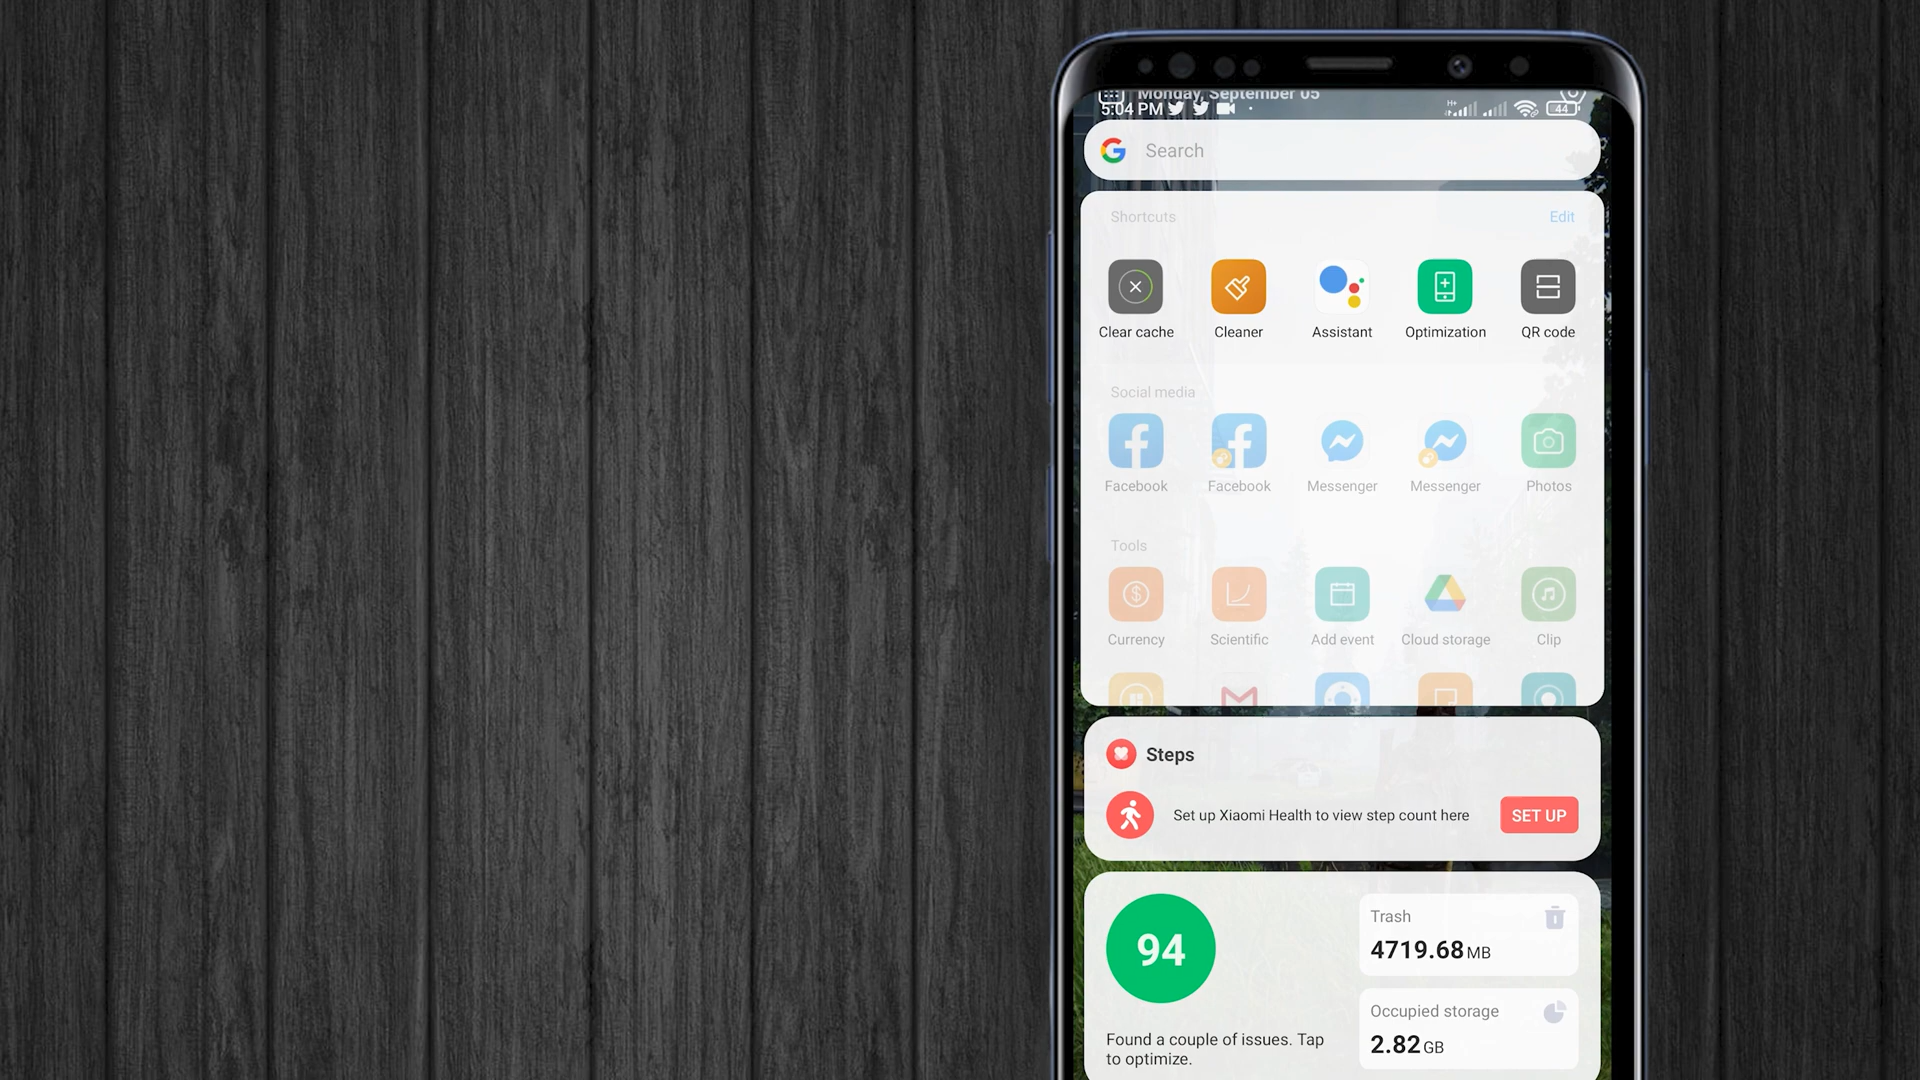 Monday, September 05
5:04 PM
H+
44
Search
Shortcuts
Edit
Clear cache
Cleaner
Assistant
Optimization
QR code
Social media
Facebook
Facebook
Messenger
Messenger
Photos
Tools
Currency
Scientific
Add event
Cloud storage
Clip
Steps
Set up Xiaomi Health to view step count here
SET UP
94
Found a couple of issues. Tap
to optimize.
Trash
4719.68 MB
Occupied storage
2.82 GB